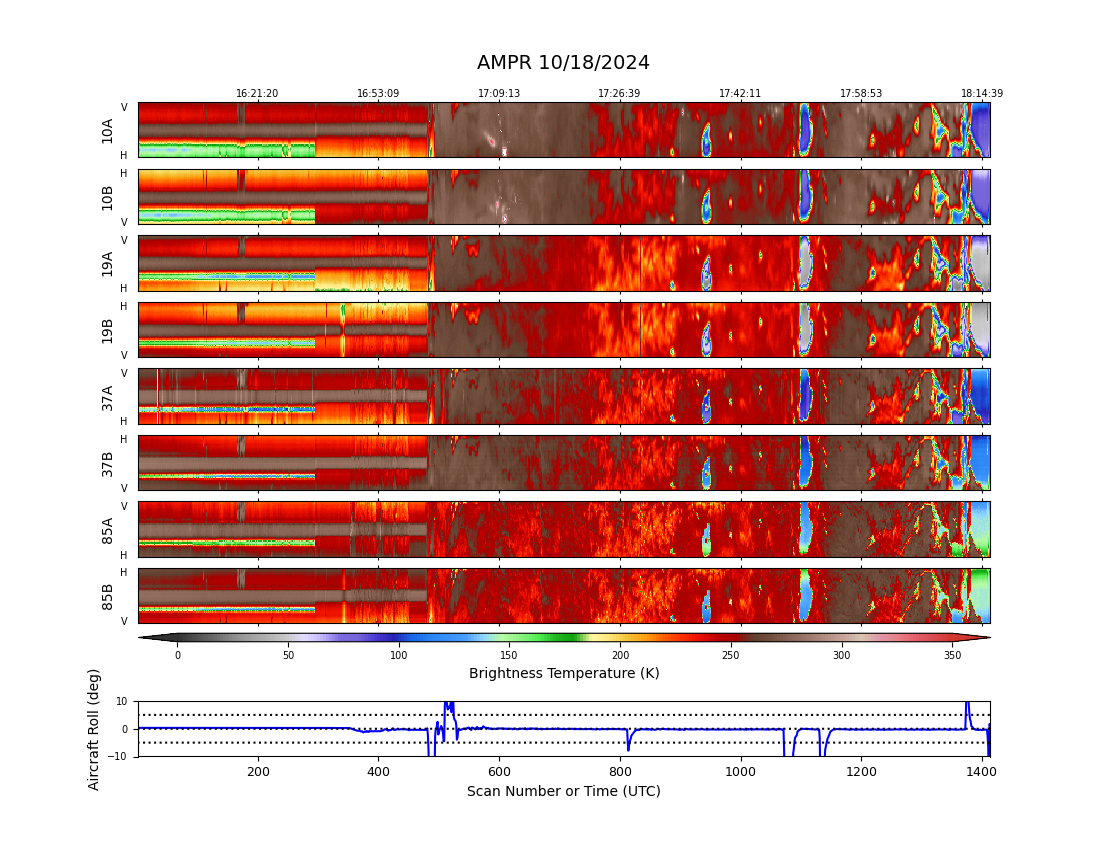 AMPR 10/18/2024
16:21:20 16:53:09 17:09:13 17:26:39 17:42:11 17:58:53 18:14:39
V
10A
H
H
10B
V
V
19A
H
H
19B
V
V
37A
H
H
37B
V
V
85A
H
H
85B
V
0 50 100 150 200 250 300 350
Brightness Temperature (K)
Aircraft Roll (deg)
10
0
−10
200 400 600 800 1000 1200 1400
Scan Number or Time (UTC)